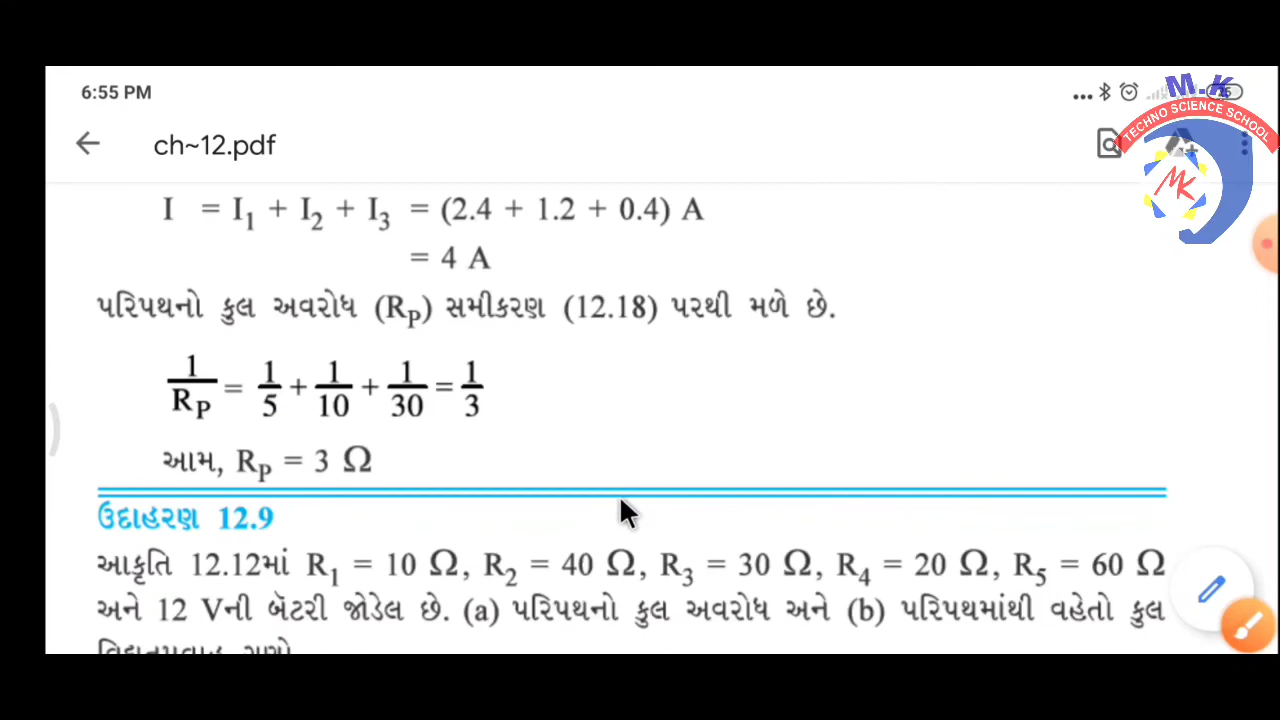 6:55 PM
M.K
TECHNO SCIENCE SCHOOL
MK
ch~12.pdf
I = I₁ + I₂ + I₃ = (2.4 + 1.2 + 0.4) A
= 4 A
પરિપથનો કુલ અવરોધ (Rₚ) સમીકરણ (12.18) પરથી મળે છે.
1/Rₚ = 1/5 + 1/10 + 1/30 = 1/3
આમ, Rₚ = 3 Ω
ઉદાહરણ 12.9
આકૃતિ 12.12માં R₁ = 10 Ω, R₂ = 40 Ω, R₃ = 30 Ω, R₄ = 20 Ω, R₅ = 60 Ω
અને 12 Vની બૅટરી જોડેલ છે. (a) પરિપથનો કુલ અવરોધ અને (b) પરિપથમાંથી વહેતો કુલ